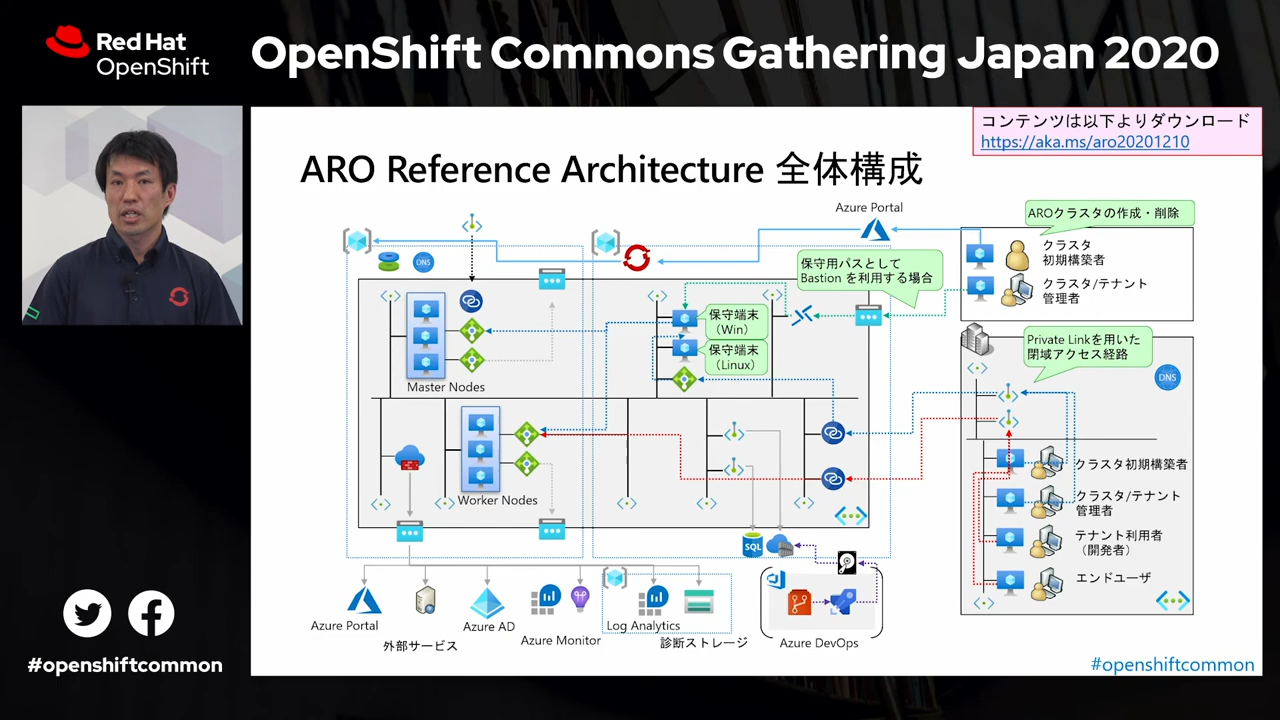 Red Hat
OpenShift
OpenShift Commons Gathering Japan 2020
コンテンツは以下よりダウンロード
https://aka.ms/aro20201210
ARO Reference Architecture 全体構成
Azure Portal
AROクラスタの作成・削除
クラスタ
初期構築者
クラスタ/テナント
管理者
保守用パスとして
Bastion を利用する場合
DNS
保守端末
(Win)
保守端末
(Linux)
Master Nodes
Private Linkを用いた
閉域アクセス経路
DNS
Worker Nodes
クラスタ初期構築者
クラスタ/テナント
管理者
テナント利用者
(開発者)
エンドユーザ
SQL
Azure Portal
外部サービス
Azure AD
Azure Monitor
Log Analytics
診断ストレージ
Azure DevOps
#openshiftcommon
#openshiftcommon